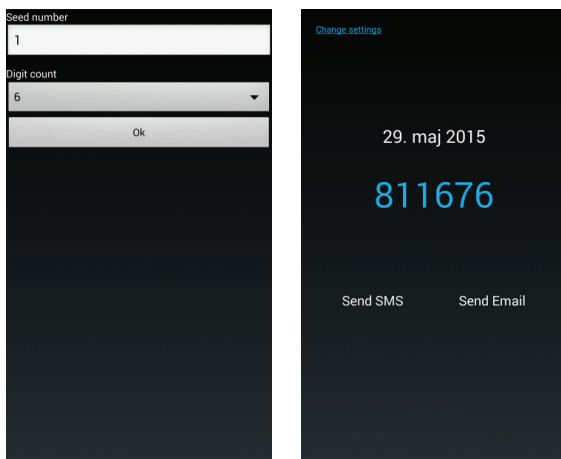 Seed number
1
Digit count
6
Ok
Change settings
29. maj 2015
811676
Send SMS
Send Email